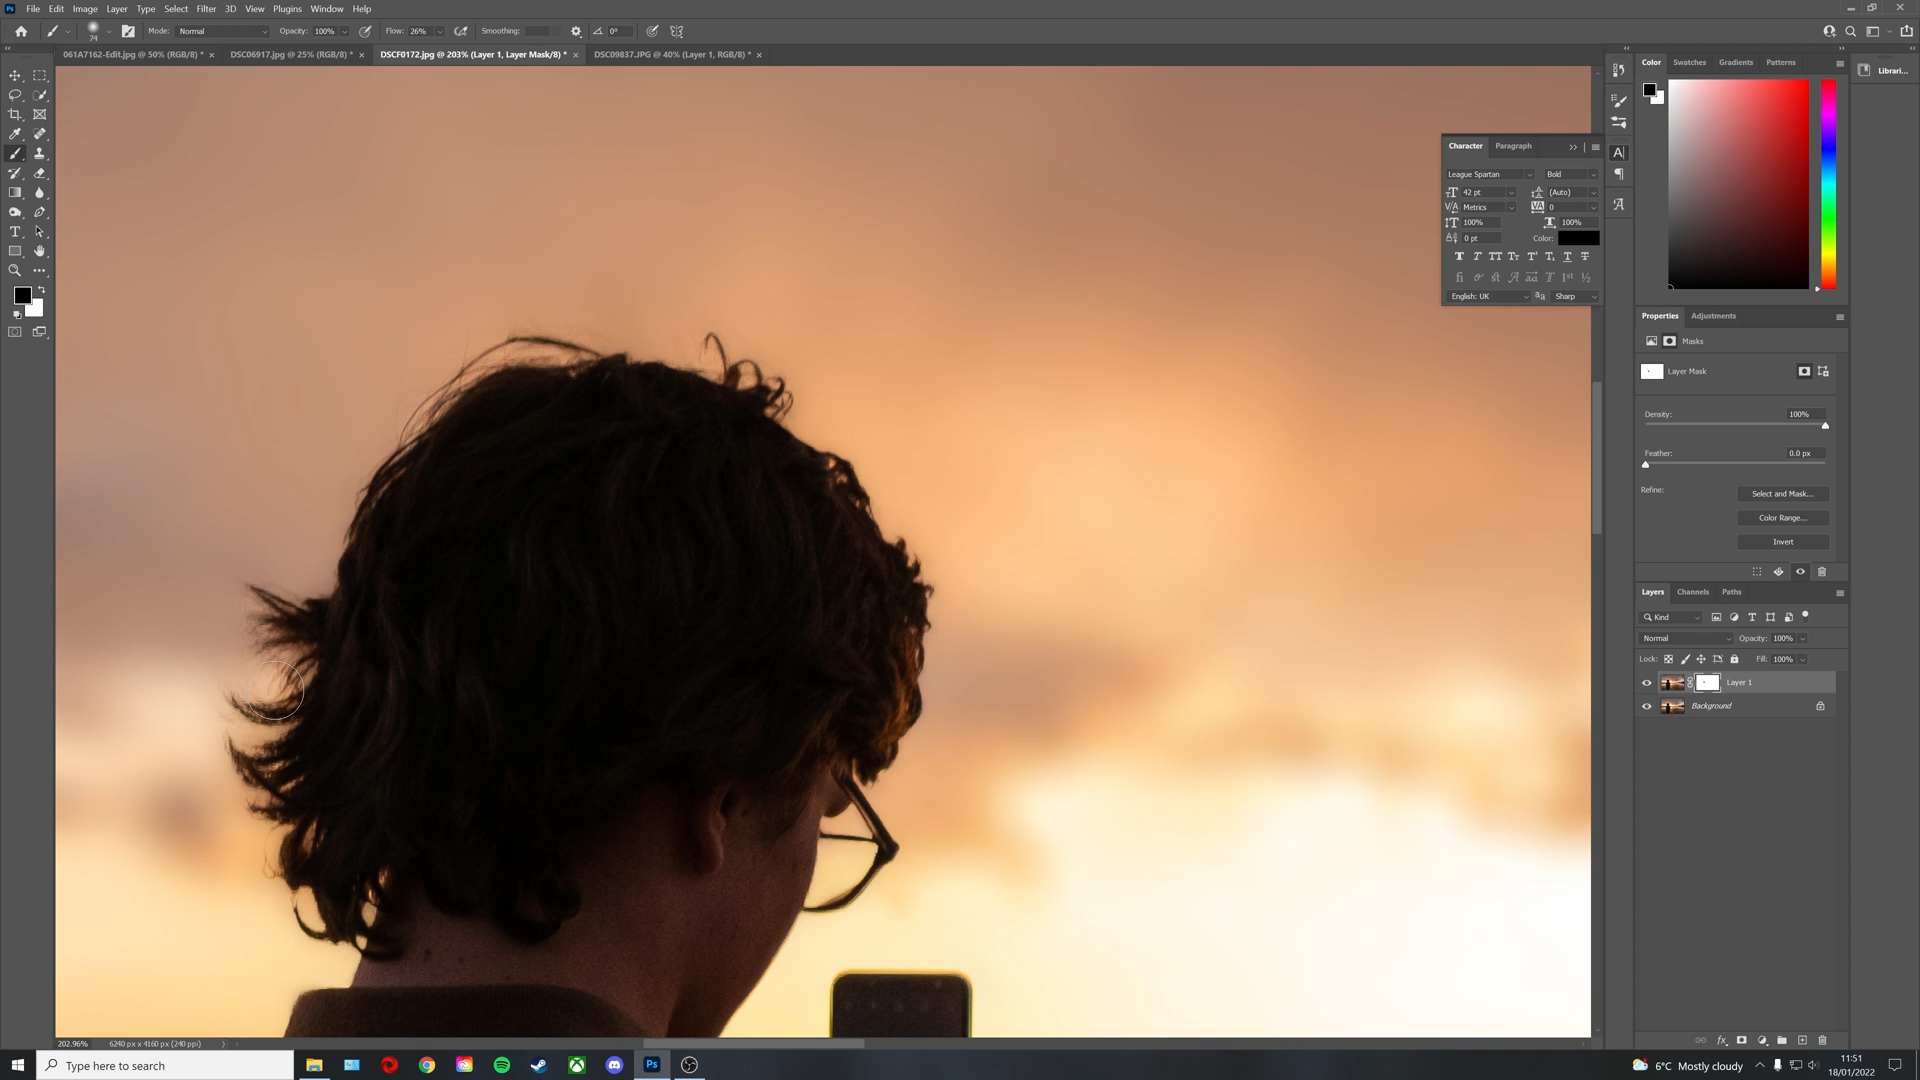 Ps File Edit Image Layer Type Select Filter 3D View Plugins Window Help
74 Mode: Normal Opacity: 100% Flow: 26% Smoothing: 0°
061A7162-Edit.jpg @ 50% (RGB/8) * × DSC06917.jpg @ 25% (RGB/8) * × DSCF0172.jpg @ 203% (Layer 1, Layer Mask/8) * × DSC09837.JPG @ 40% (Layer 1, RGB/8) * ×
Color Swatches Gradients Patterns
Librari...
Character Paragraph
League Spartan Bold
42 pt (Auto)
Metrics 0
100% 100%
0 pt Color:
English: UK Sharp
Properties Adjustments
Masks
Layer Mask
Density: 100%
Feather: 0.0 px
Refine: Select and Mask...
Color Range...
Invert
Layers Channels Paths
Kind
Normal Opacity: 100%
Lock: Fill: 100%
Layer 1
Background
202.96% 6240 px x 4160 px (240 ppi)
Type here to search
Ps
6°C Mostly cloudy
11:51
18/01/2022